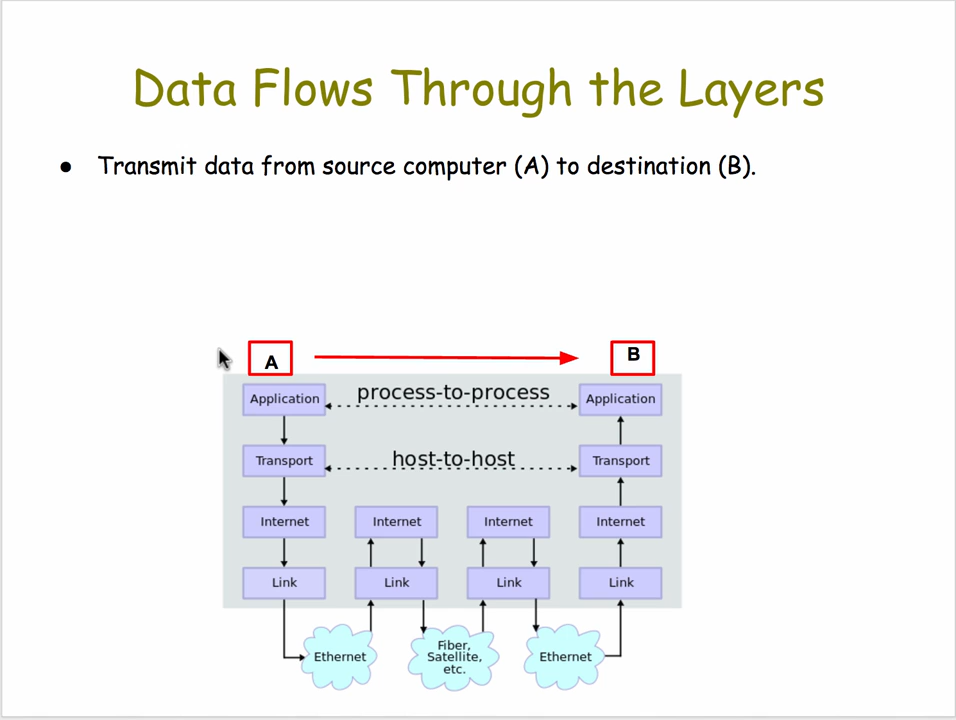 Data Flows Through the Layers
● Transmit data from source computer (A) to destination (B).
A
B
process-to-process
Application
Application
host-to-host
Transport
Transport
Internet
Internet
Internet
Internet
Link
Link
Link
Link
Ethernet
Fiber,
Satellite,
etc.
Ethernet